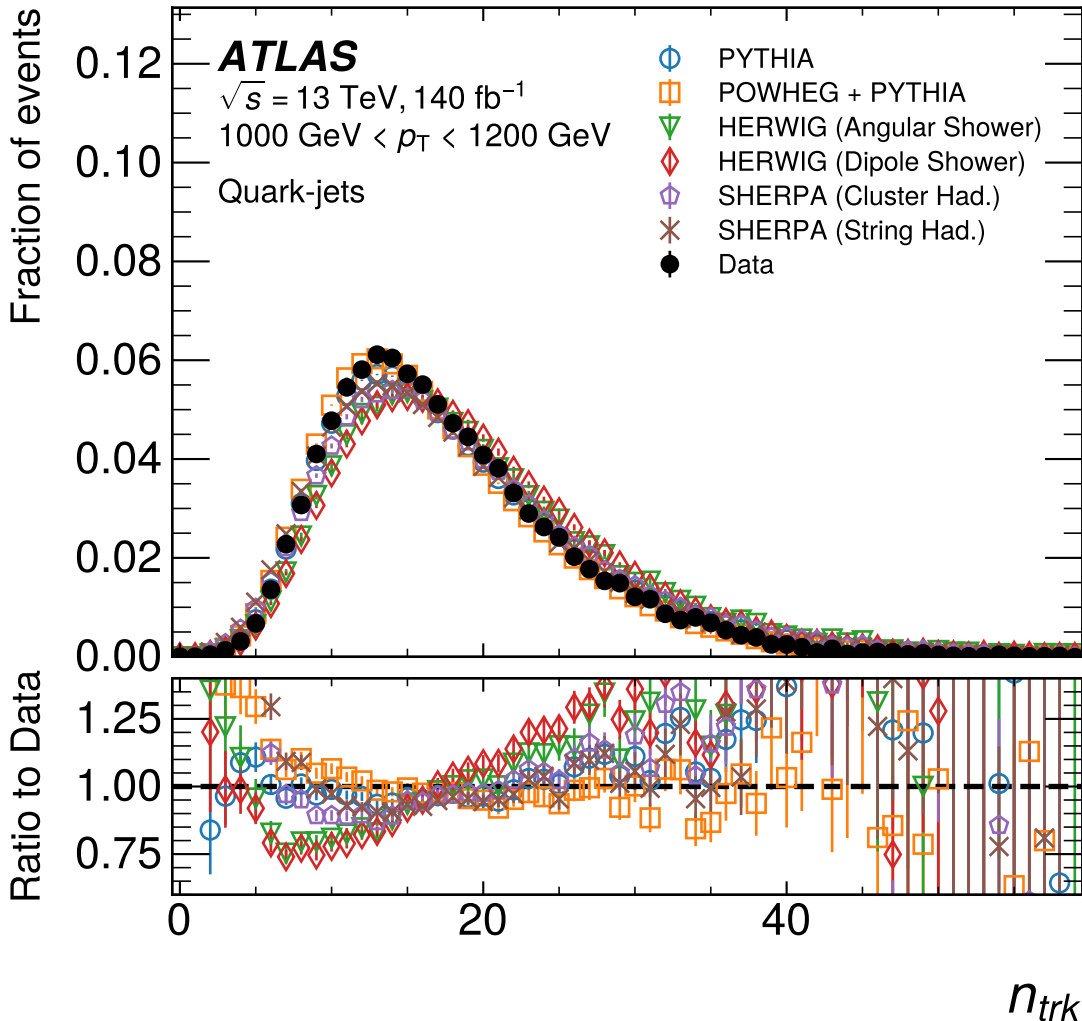 Fraction of events
0.12
0.10
0.08
0.06
0.04
0.02
0.00
ATLAS
√s = 13 TeV, 140 fb⁻¹
1000 GeV < p_T < 1200 GeV
Quark-jets
PYTHIA
POWHEG + PYTHIA
HERWIG (Angular Shower)
HERWIG (Dipole Shower)
SHERPA (Cluster Had.)
SHERPA (String Had.)
Data
Ratio to Data
1.25
1.00
0.75
0 20 40
n_trk